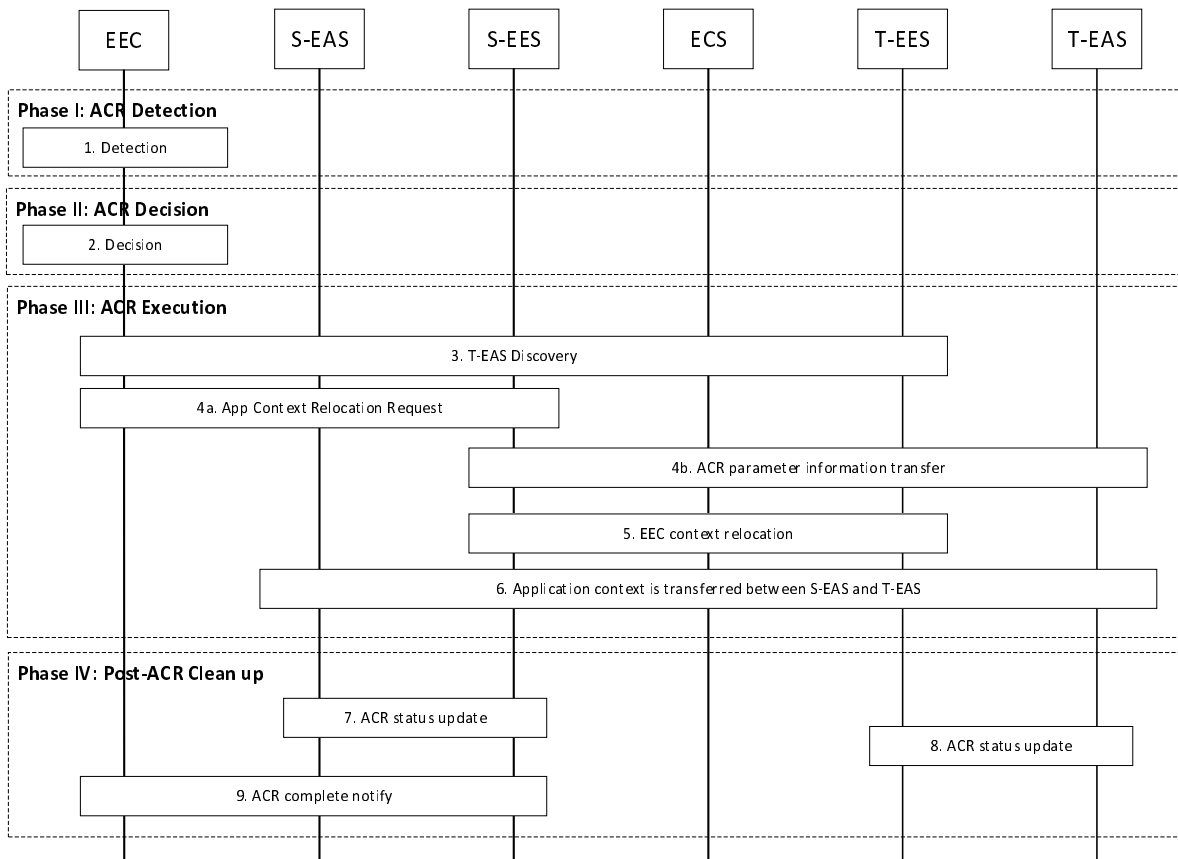 EEC
S-EAS
S-EES
ECS
T-EES
T-EAS
Phase I: ACR Detection
1. Detection
Phase II: ACR Decision
2. Decision
Phase III: ACR Execution
3. T-EAS Discovery
4a. App Context Relocation Request
4b. ACR parameter information transfer
5. EEC context relocation
6. Application context is transferred between S-EAS and T-EAS
Phase IV: Post-ACR Clean up
7. ACR status update
8. ACR status update
9. ACR complete notify